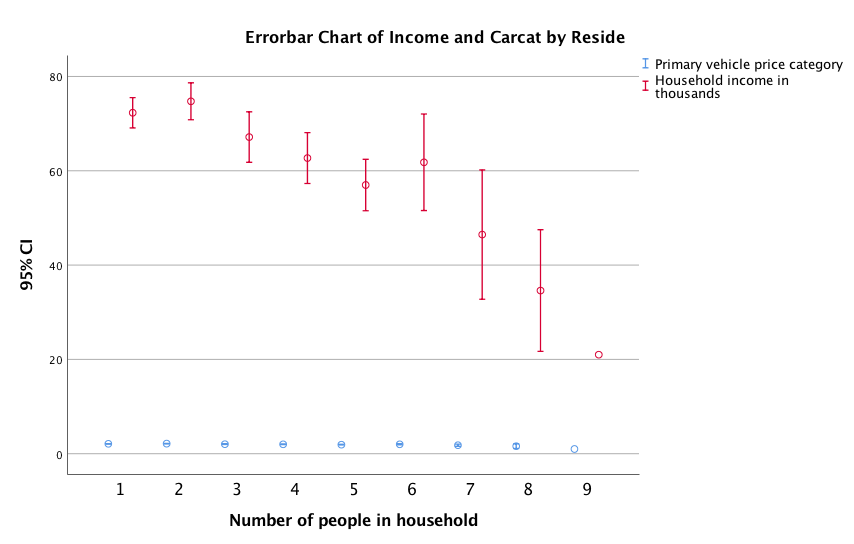 Errorbar Chart of Income and Carcat by Reside
Primary vehicle price category
Household income in
thousands
80
60
40
20
0
95% CI
1 2 3 4 5 6 7 8 9
Number of people in household